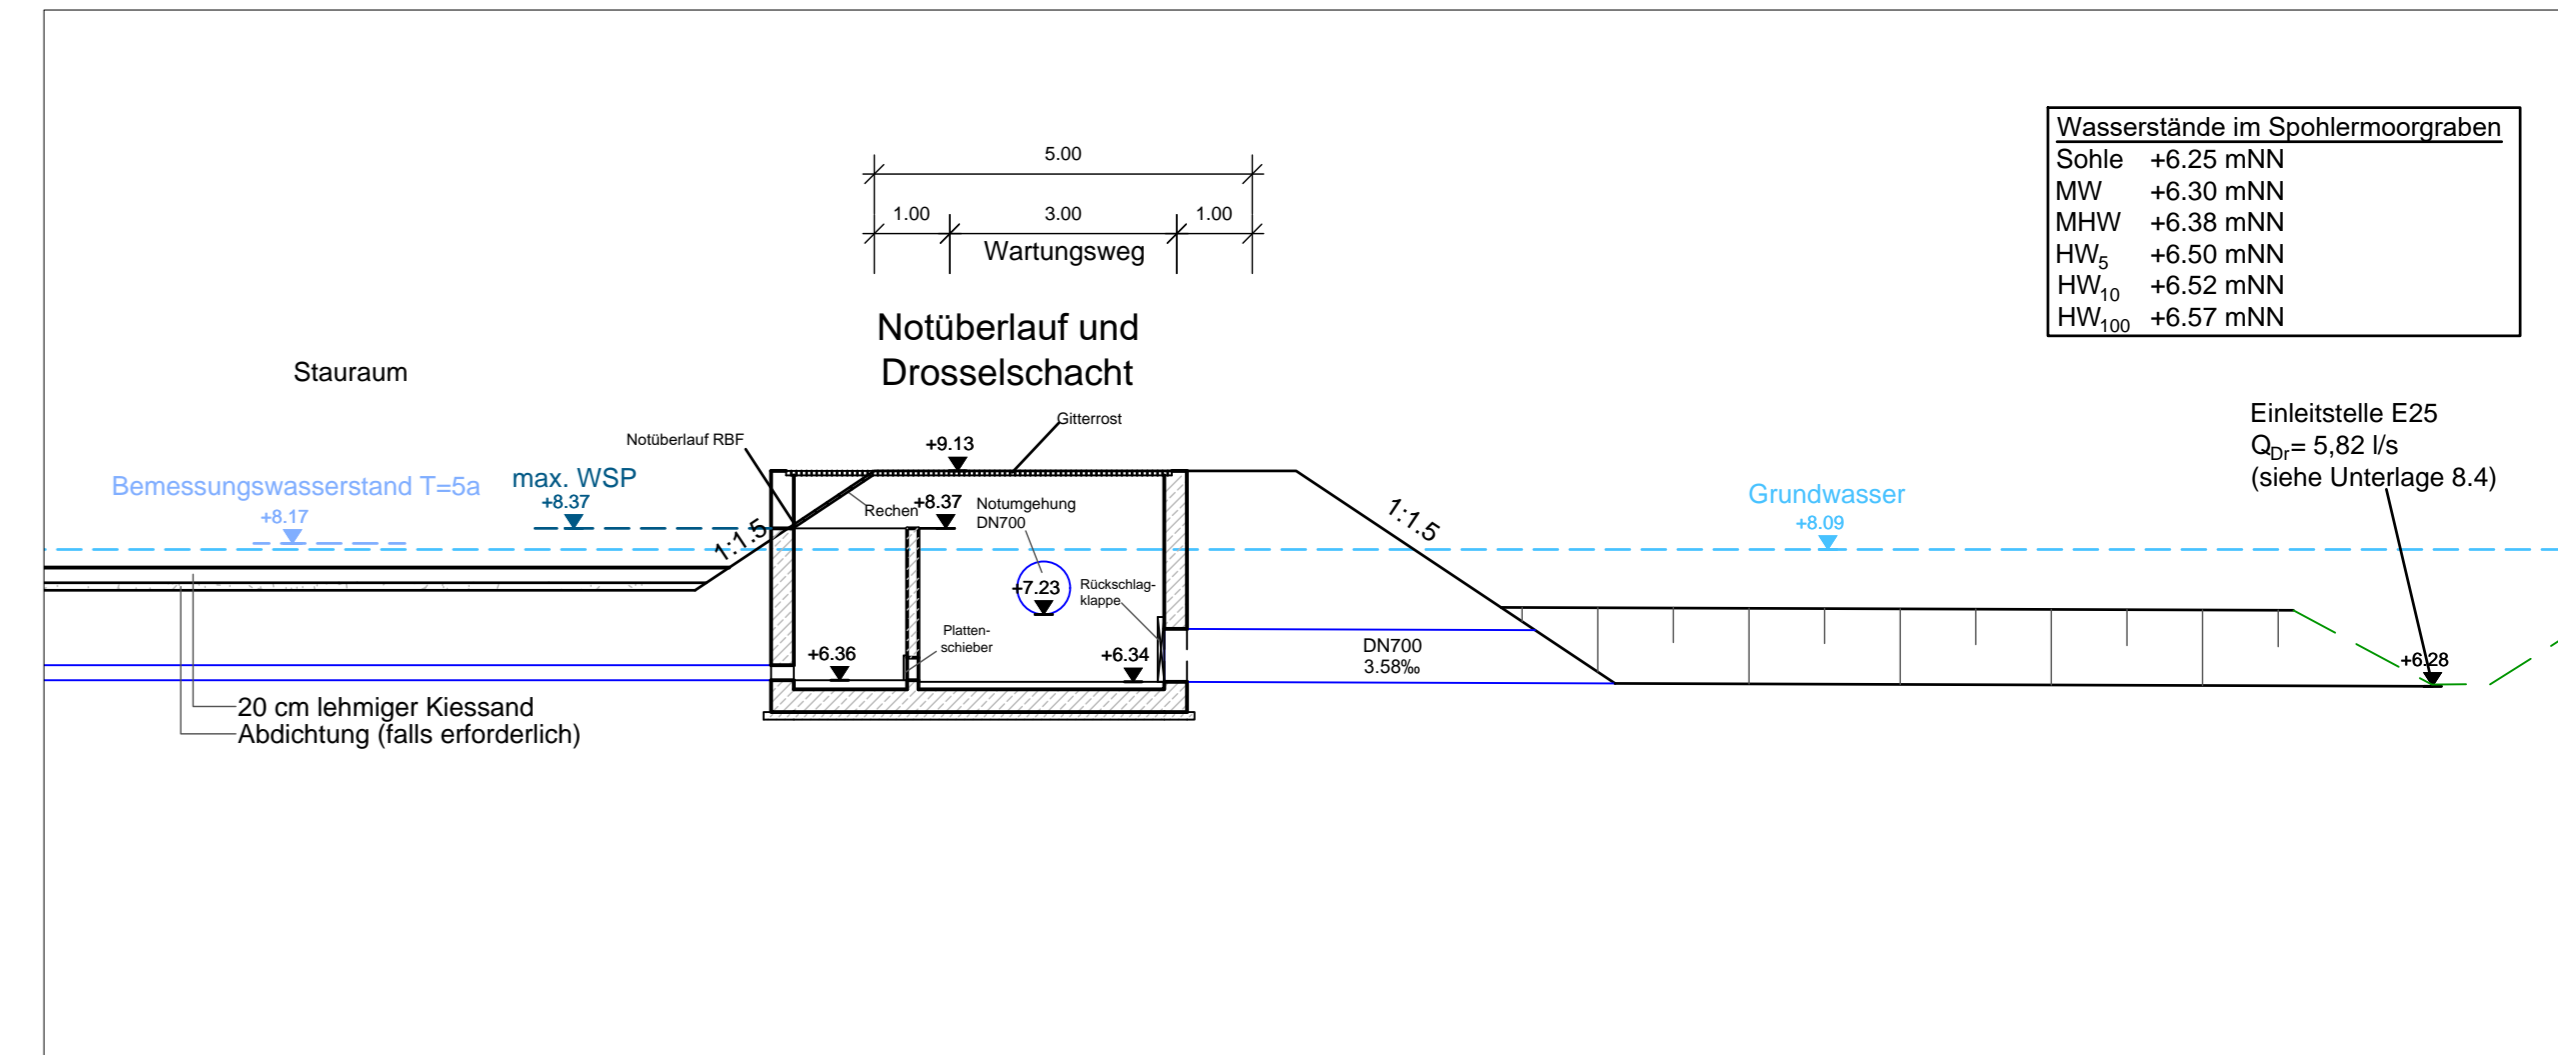 5.00
1.00 3.00 1.00
Wartungsweg
Wasserstände im Spohlermoorgraben
Sohle +6.25 mNN
MW +6.30 mNN
MHW +6.38 mNN
HW5 +6.50 mNN
HW10 +6.52 mNN
HW100 +6.57 mNN
Notüberlauf und
Drosselschacht
Stauraum
Gitterrost
Notüberlauf RBF
+9.13
Einleitstelle E25
QDr= 5,82 l/s
(siehe Unterlage 8.4)
Bemessungswasserstand T=5a
+8.17
max. WSP
+8.37
1:1.5
Rechen
+8.37
Notumgehung
DN700
+7.23
Rückschlag-
klappe
1:1.5
Grundwasser
+8.09
Platten-
schieber
+6.36
+6.34
DN700
3.58‰
+6.28
20 cm lehmiger Kiessand
Abdichtung (falls erforderlich)